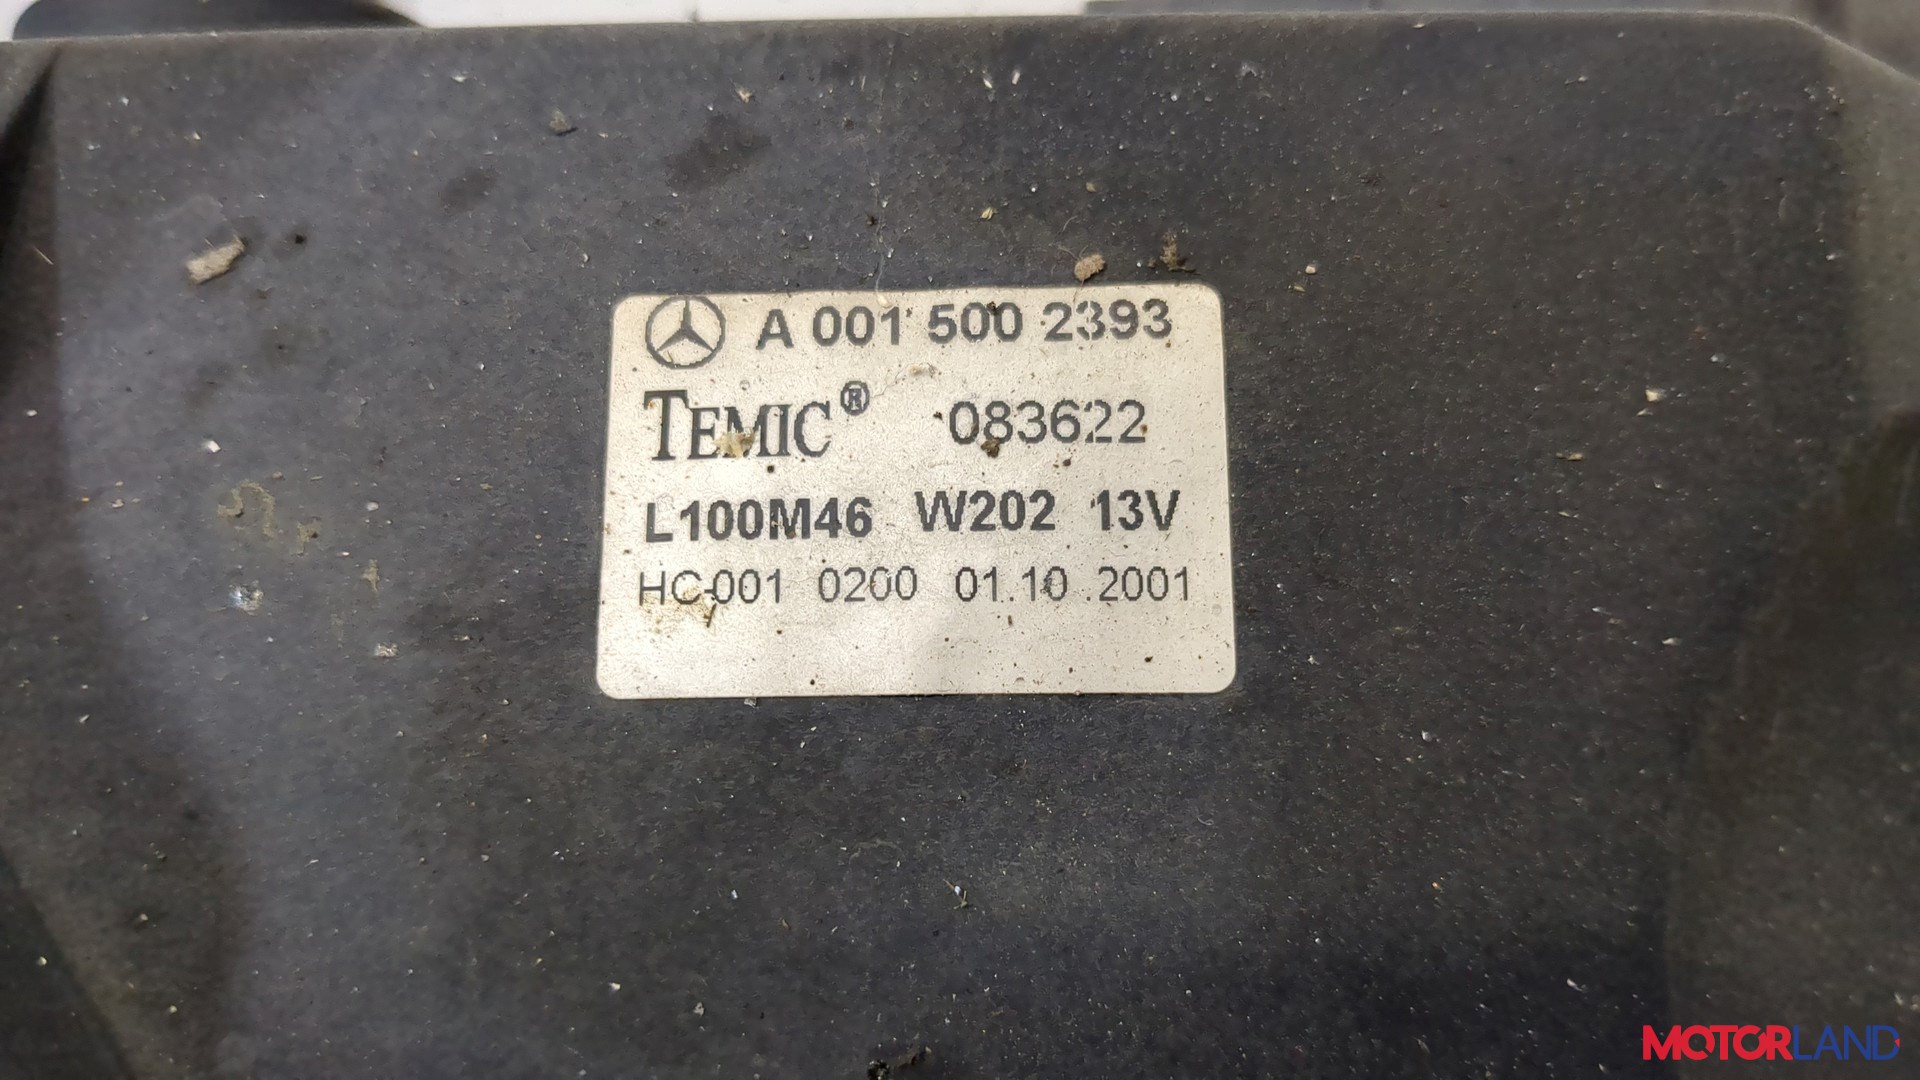 A 001 500 2393
TEMIC® 083622
L100M46 W202 13V
HC-001 0200 01.10.2001
MOTORLAND